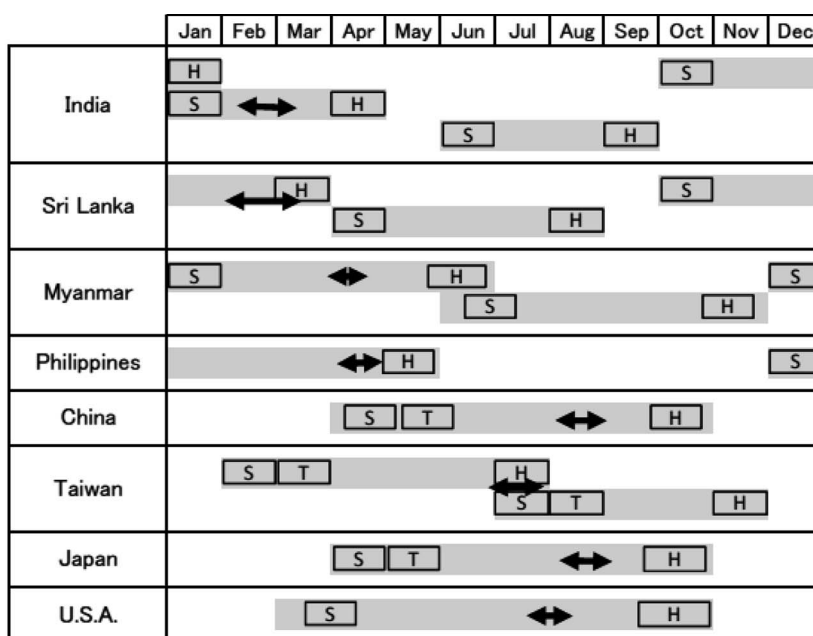 Jan Feb Mar Apr May Jun Jul Aug Sep Oct Nov Dec
India
H S
S H
S H
Sri Lanka
H S
S H
Myanmar
S H S
S H
Philippines
H S
China
S T H
Taiwan
S T H
S T H
Japan
S T H
U.S.A.
S H